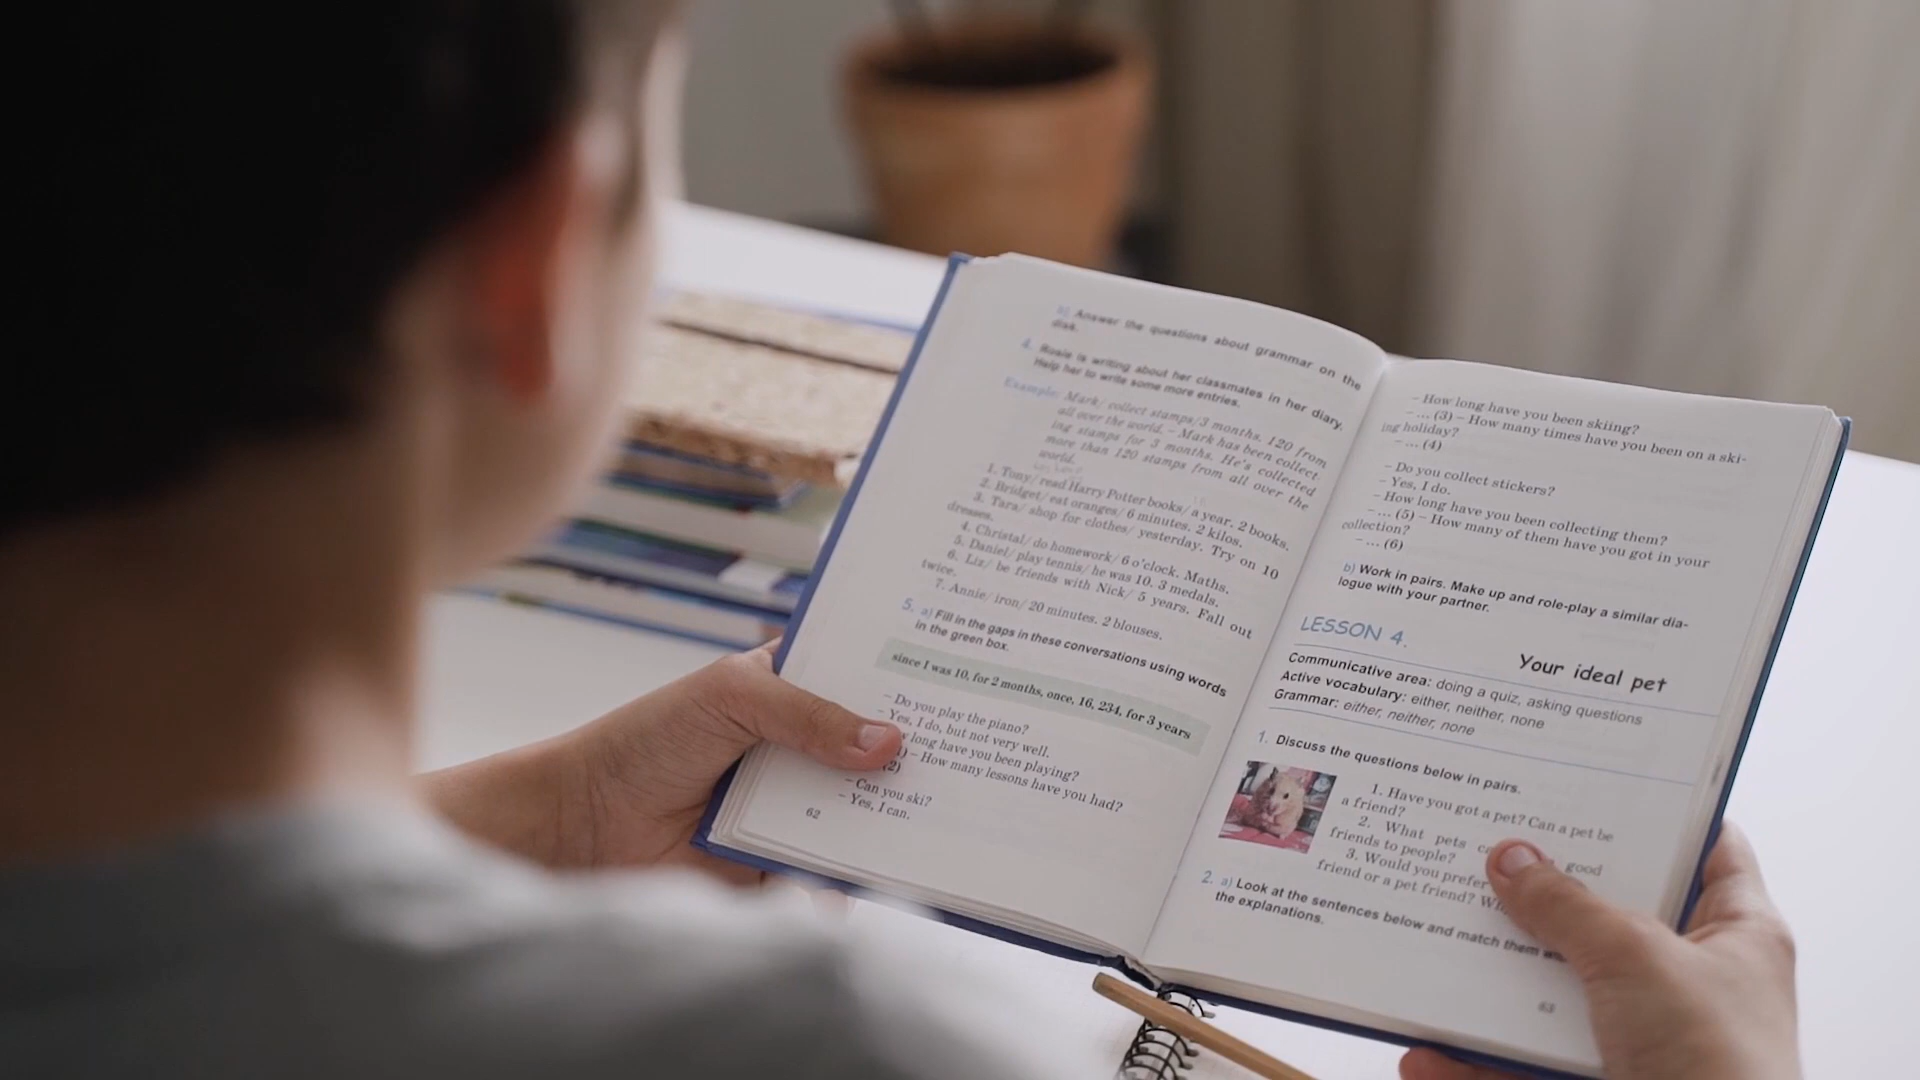 b) Answer the questions about grammar on the
disk.
4. Rosie is writing about her classmates in her diary.
Help her to write some more entries.
Example: Mark/ collect stamps/3 months. 120 from
all over the world. – Mark has been collect-
ing stamps for 3 months. He's collected
more than 120 stamps from all over the
world.
1. Tony/ read Harry Potter books/ a year. 2 books.
2. Bridget/ eat oranges/ 6 minutes. 2 kilos.
3. Tara/ shop for clothes/ yesterday. Try on 10
dresses.
4. Christal/ do homework/ 6 o'clock. Maths.
5. Daniel/ play tennis/ he was 10. 3 medals.
6. Liz/ be friends with Nick/ 5 years. Fall out
twice.
7. Annie/ iron/ 20 minutes. 2 blouses.
5. a) Fill in the gaps in these conversations using words
in the green box.
since I was 10, for 2 months, once, 16, 234, for 3 years
– Do you play the piano?
– Yes, I do, but not very well.
long have you been playing?
– How many lessons have you had?
(2)
– Can you ski?
– Yes, I can.
62
– How long have you been skiing?
– ... (3) – How many times have you been on a ski-
ing holiday?
– ... (4)
– Do you collect stickers?
– Yes, I do.
– How long have you been collecting them?
– ... (5) – How many of them have you got in your
collection?
– ... (6)
b) Work in pairs. Make up and role-play a similar dia-
logue with your partner.
LESSON 4.
Your ideal pet
Communicative area: doing a quiz, asking questions
Active vocabulary: either, neither, none
Grammar: either, neither, none
1. Discuss the questions below in pairs.
1. Have you got a pet? Can a pet be
a friend?
2. What pets good
friends to people?
3. Would you prefer
friend or a pet friend?
2. a) Look at the sentences below and match them
the explanations.
63